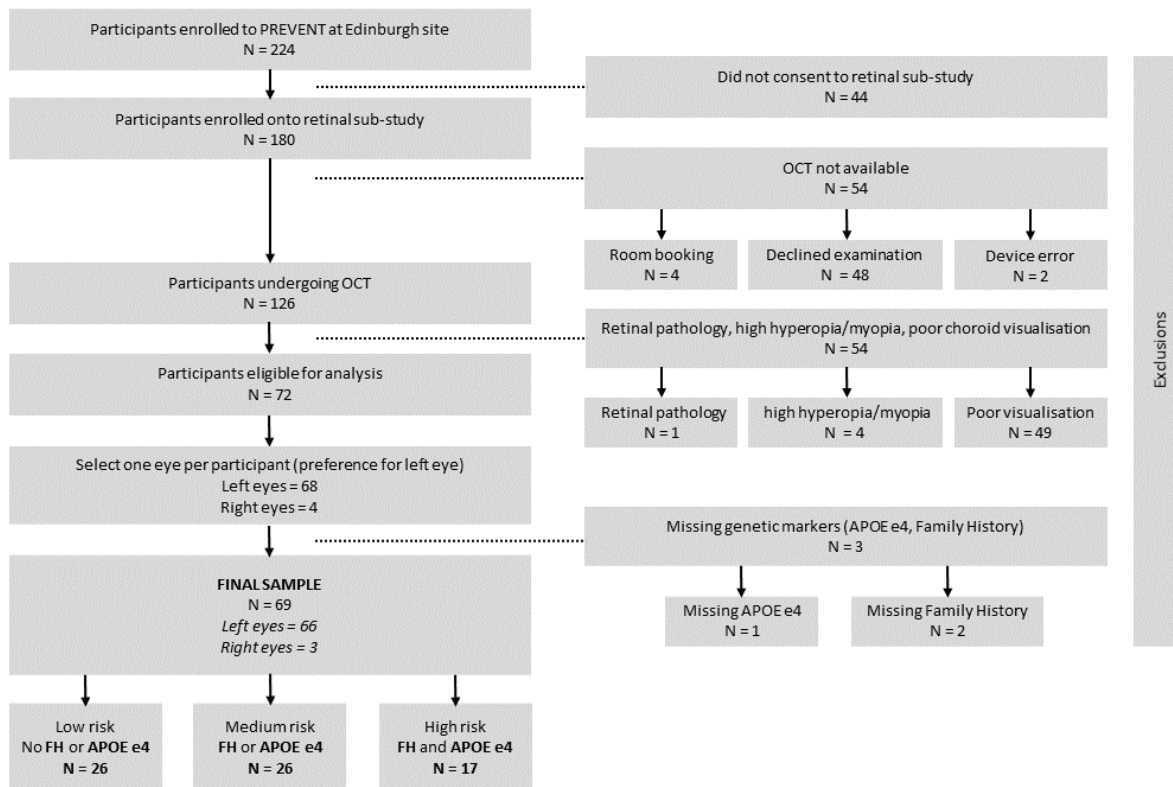 Participants enrolled to PREVENT at Edinburgh site
N = 224
Did not consent to retinal sub-study
N = 44
Participants enrolled onto retinal sub-study
N = 180
OCT not available
N = 54
Room booking
N = 4
Declined examination
N = 48
Device error
N = 2
Participants undergoing OCT
N = 126
Retinal pathology, high hyperopia/myopia, poor choroid visualisation
N = 54
Participants eligible for analysis
N = 72
Retinal pathology
N = 1
high hyperopia/myopia
N = 4
Poor visualisation
N = 49
Select one eye per participant (preference for left eye)
Left eyes = 68
Right eyes = 4
Missing genetic markers (APOE e4, Family History)
N = 3
Missing APOE e4
N = 1
Missing Family History
N = 2
FINAL SAMPLE
N = 69
Left eyes = 66
Right eyes = 3
Low risk
No FH or APOE e4
N = 26
Medium risk
FH or APOE e4
N = 26
High risk
FH and APOE e4
N = 17
Exclusions